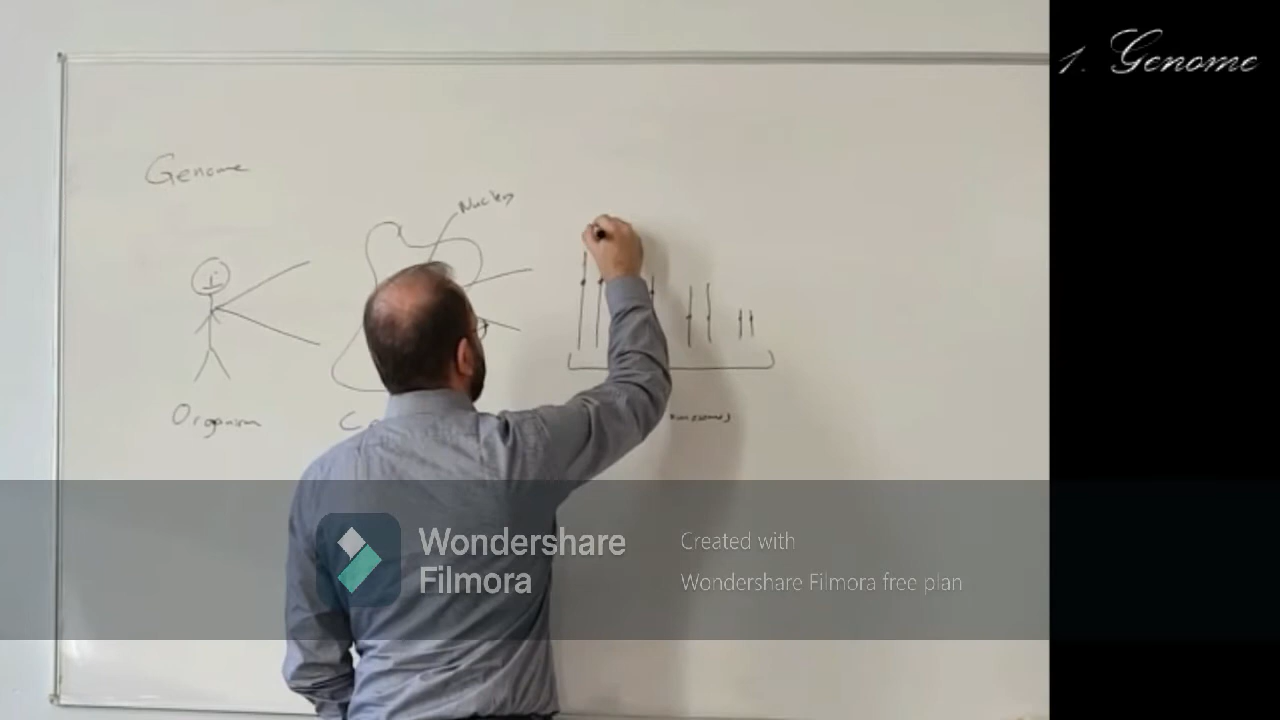 1. Genome
Genome
Nucleus
Organism
Wondershare
Filmora
Created with
Wondershare Filmora free plan